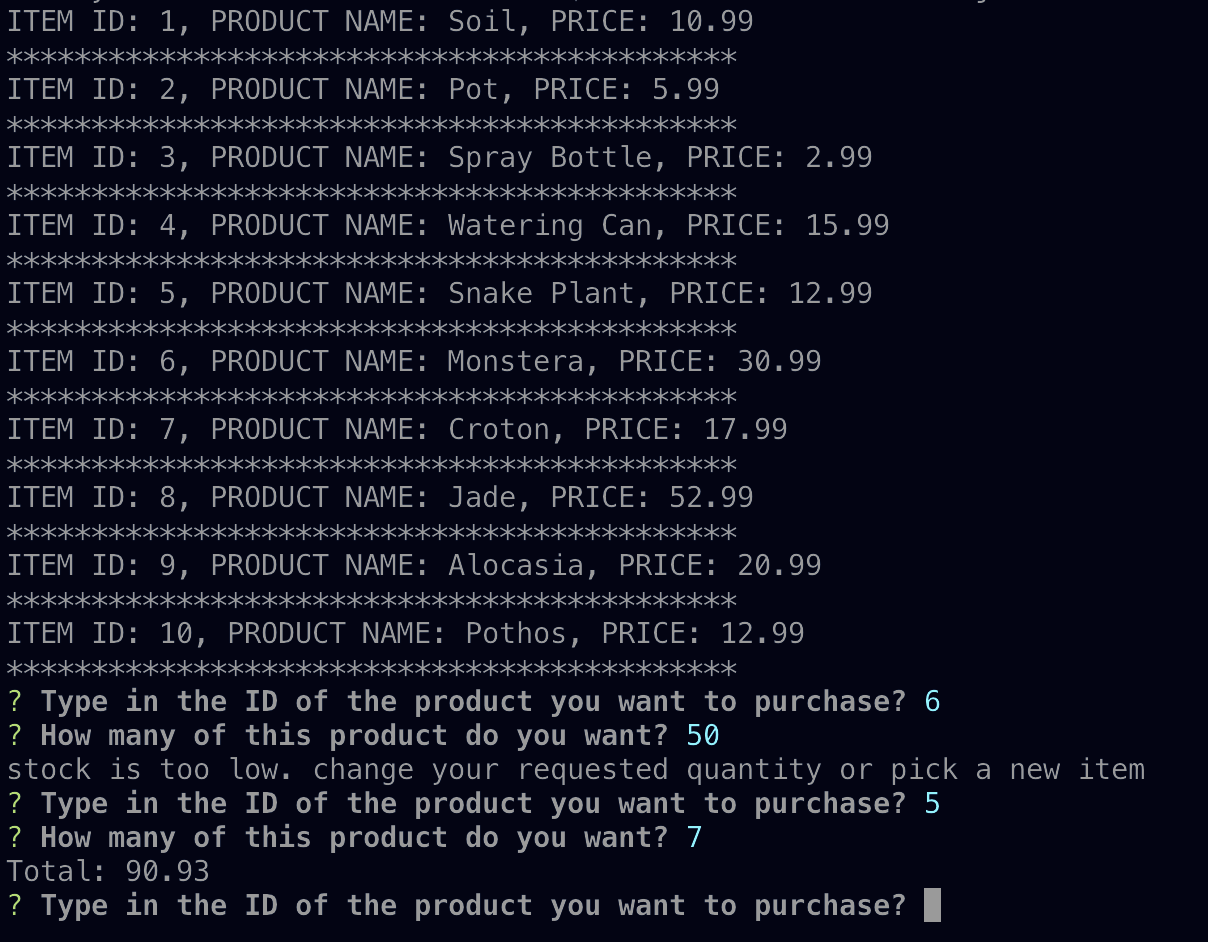 ITEM ID: 1, PRODUCT NAME: Soil, PRICE: 10.99
*******************************************
ITEM ID: 2, PRODUCT NAME: Pot, PRICE: 5.99
*******************************************
ITEM ID: 3, PRODUCT NAME: Spray Bottle, PRICE: 2.99
*******************************************
ITEM ID: 4, PRODUCT NAME: Watering Can, PRICE: 15.99
*******************************************
ITEM ID: 5, PRODUCT NAME: Snake Plant, PRICE: 12.99
*******************************************
ITEM ID: 6, PRODUCT NAME: Monstera, PRICE: 30.99
*******************************************
ITEM ID: 7, PRODUCT NAME: Croton, PRICE: 17.99
*******************************************
ITEM ID: 8, PRODUCT NAME: Jade, PRICE: 52.99
*******************************************
ITEM ID: 9, PRODUCT NAME: Alocasia, PRICE: 20.99
*******************************************
ITEM ID: 10, PRODUCT NAME: Pothos, PRICE: 12.99
*******************************************
? Type in the ID of the product you want to purchase? 6
? How many of this product do you want? 50
stock is too low. change your requested quantity or pick a new item
? Type in the ID of the product you want to purchase? 5
? How many of this product do you want? 7
Total: 90.93
? Type in the ID of the product you want to purchase?